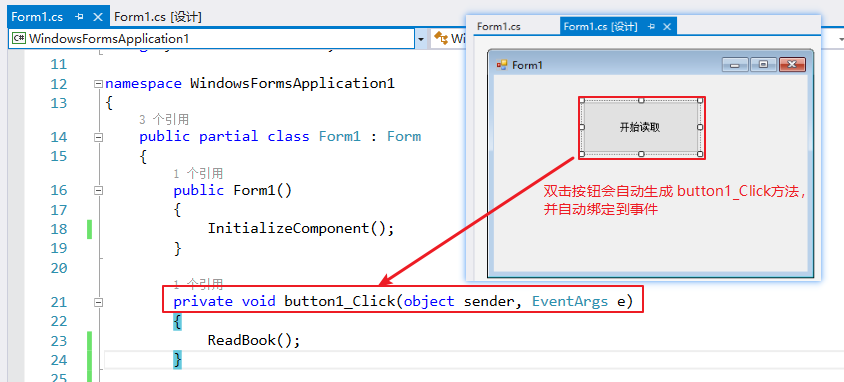 Form1.cs
Form1.cs [设计]
WindowsFormsApplication1
11
12 namespace WindowsFormsApplication1
13 {
3 个引用
14 public partial class Form1 : Form
15 {
1 个引用
16 public Form1()
17 {
18 InitializeComponent();
19 }
20
1 个引用
21 private void button1_Click(object sender, EventArgs e)
22 {
23 ReadBook();
24 }
25
Form1.cs
Form1.cs [设计]
Form1
开始读取
双击按钮会自动生成 button1_Click方法，
并自动绑定到事件